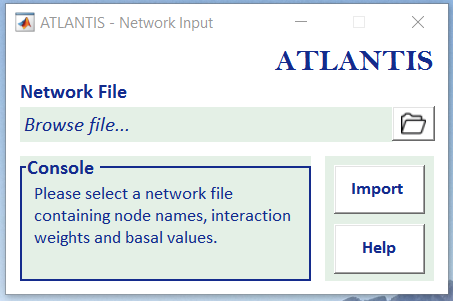 ATLANTIS - Network Input
ATLANTIS
Network File
Browse file...
Console
Please select a network file
containing node names, interaction
weights and basal values.
Import
Help